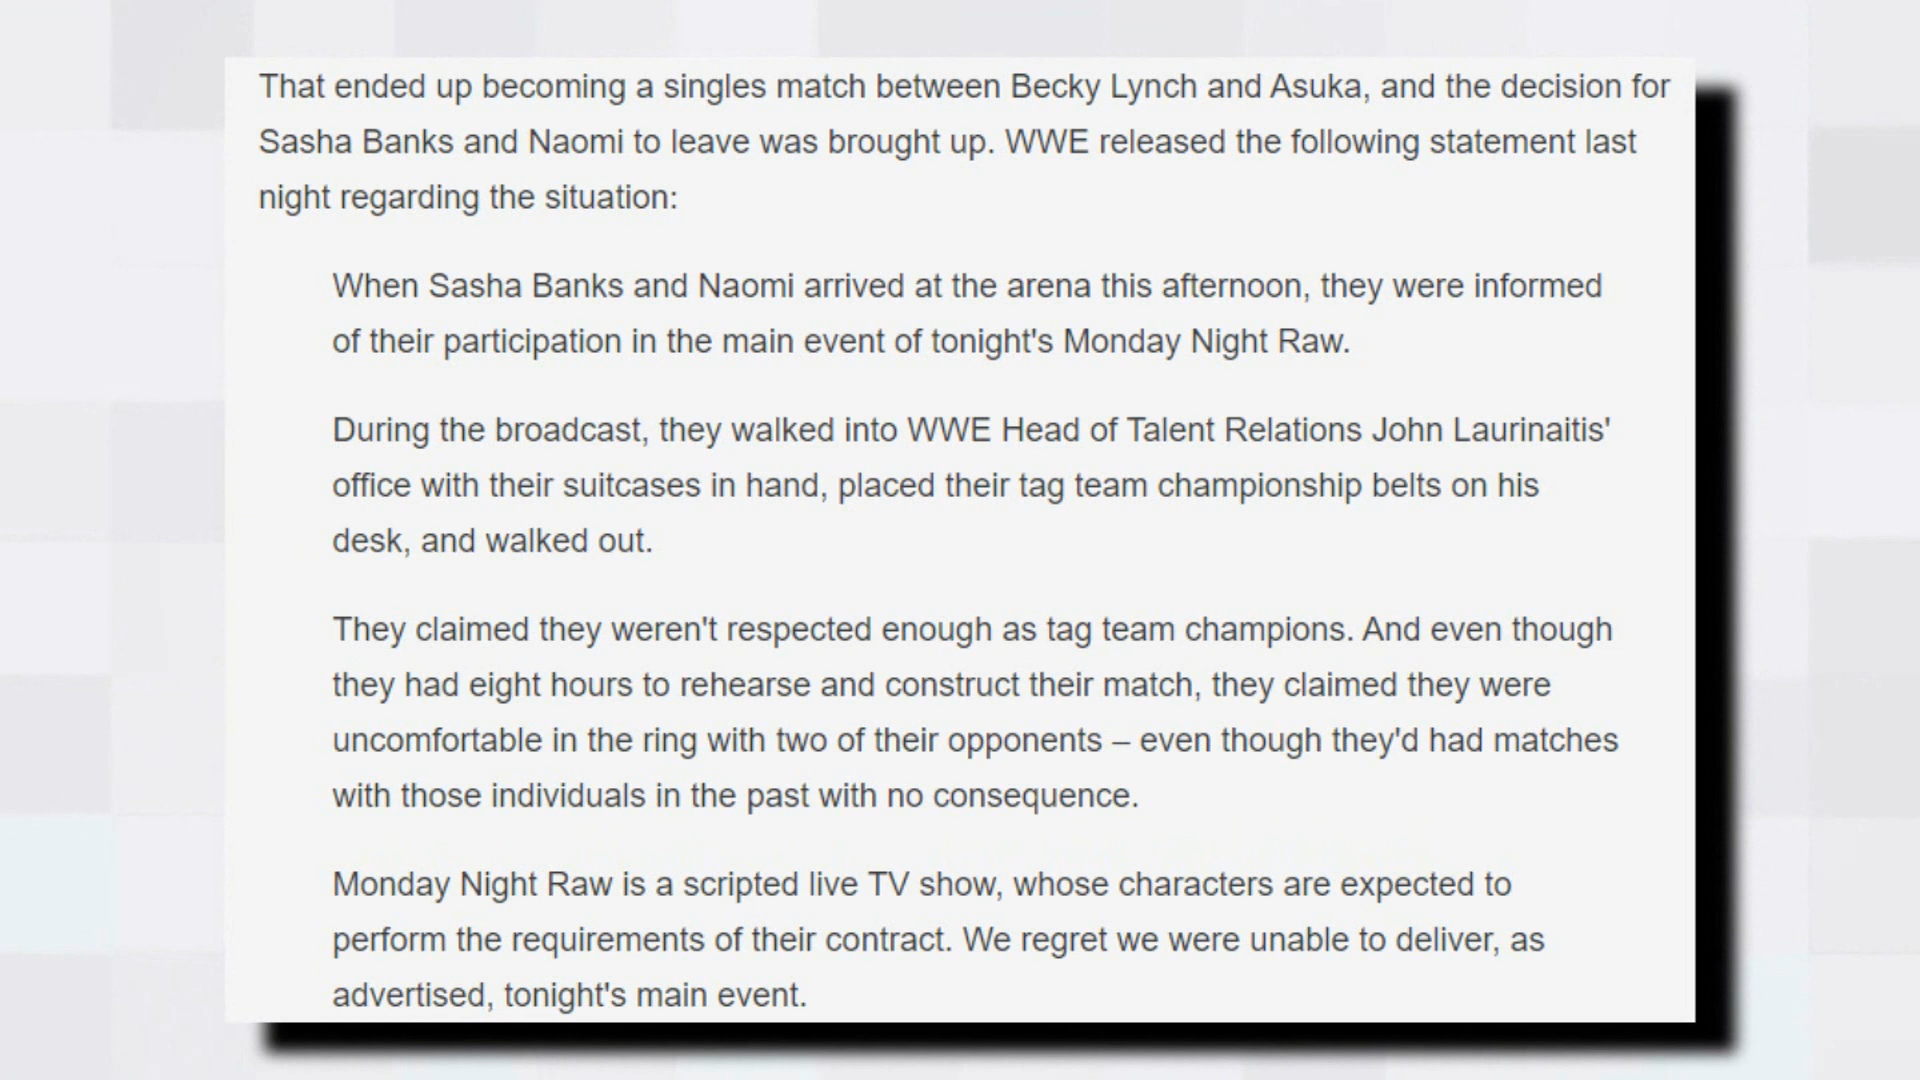 That ended up becoming a singles match between Becky Lynch and Asuka, and the decision for
Sasha Banks and Naomi to leave was brought up. WWE released the following statement last
night regarding the situation:
When Sasha Banks and Naomi arrived at the arena this afternoon, they were informed
of their participation in the main event of tonight's Monday Night Raw.
During the broadcast, they walked into WWE Head of Talent Relations John Laurinaitis'
office with their suitcases in hand, placed their tag team championship belts on his
desk, and walked out.
They claimed they weren't respected enough as tag team champions. And even though
they had eight hours to rehearse and construct their match, they claimed they were
uncomfortable in the ring with two of their opponents – even though they'd had matches
with those individuals in the past with no consequence.
Monday Night Raw is a scripted live TV show, whose characters are expected to
perform the requirements of their contract. We regret we were unable to deliver, as
advertised, tonight's main event.